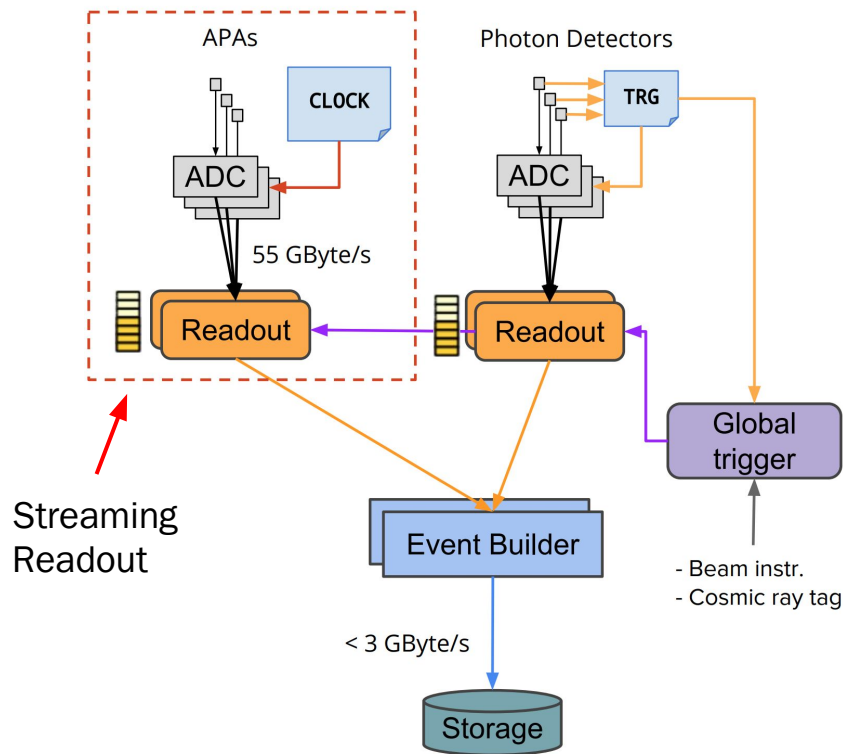 APAs
Photon Detectors
CLOCK
TRG
ADC
ADC
55 GByte/s
Readout
Readout
Global
trigger
Streaming
Readout
Event Builder
- Beam instr.
- Cosmic ray tag
< 3 GByte/s
Storage